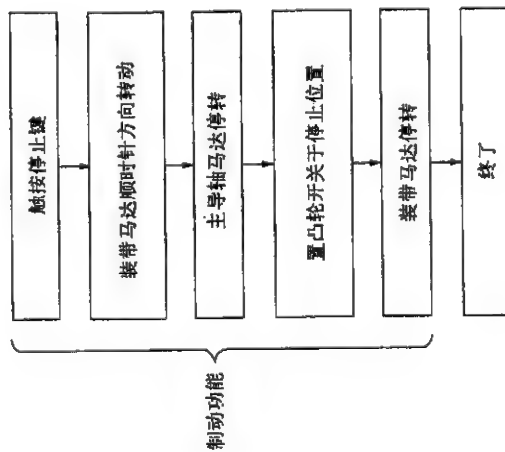 触按停止键
装带马达顺时针方向转动
主导轴马达停转
置凸轮开关于停止位置
装带马达停转
终了
制动功能